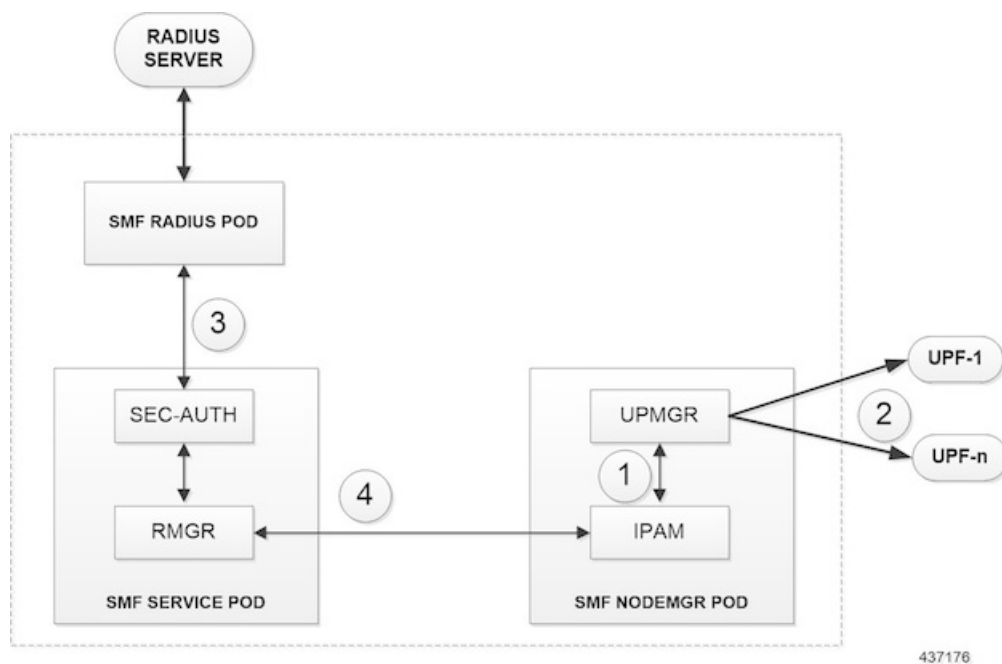 RADIUS
SERVER
SMF RADIUS POD
3
UPF-1
SEC-AUTH
UPMGR
2
UPF-n
1
4
RMGR
IPAM
SMF SERVICE POD
SMF NODEMGR POD
437176